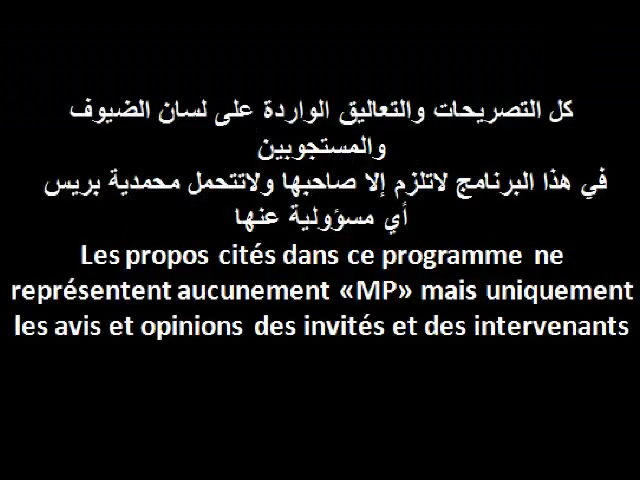 كل التصريحات والتعاليق الواردة على لسان الضيوف
والمستجوبين
في هذا البرنامج لاتلزم إلا صاحبها ولاتتحمل محمدية بريس
أي مسؤولية عنها
Les propos cités dans ce programme ne
représentent aucunement «MP» mais uniquement
les avis et opinions des invités et des intervenants